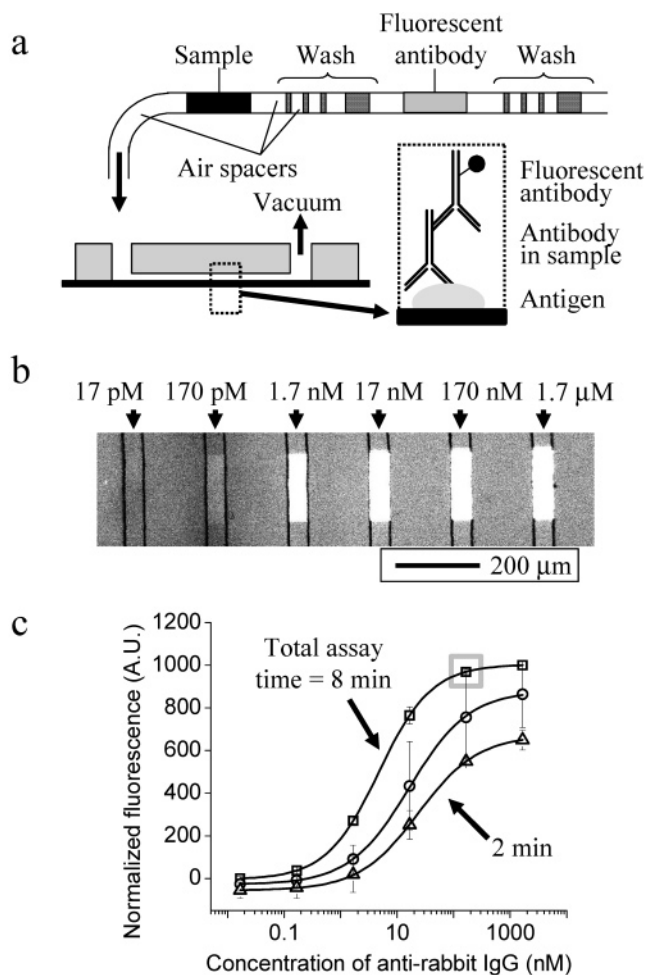 a
Fluorescent
Sample
Wash
antibody
Wash
Air spacers
Vacuum
Fluorescent
antibody
Antibody
in sample
Antigen
b
17 pM 170 pM 1.7 nM 17 nM 170 nM 1.7 μM
200 μm
c
1200
1000
800
600
400
200
0
Normalized fluorescence (A.U.)
Total assay
time = 8 min
2 min
0.1 10 1000
Concentration of anti-rabbit IgG (nM)